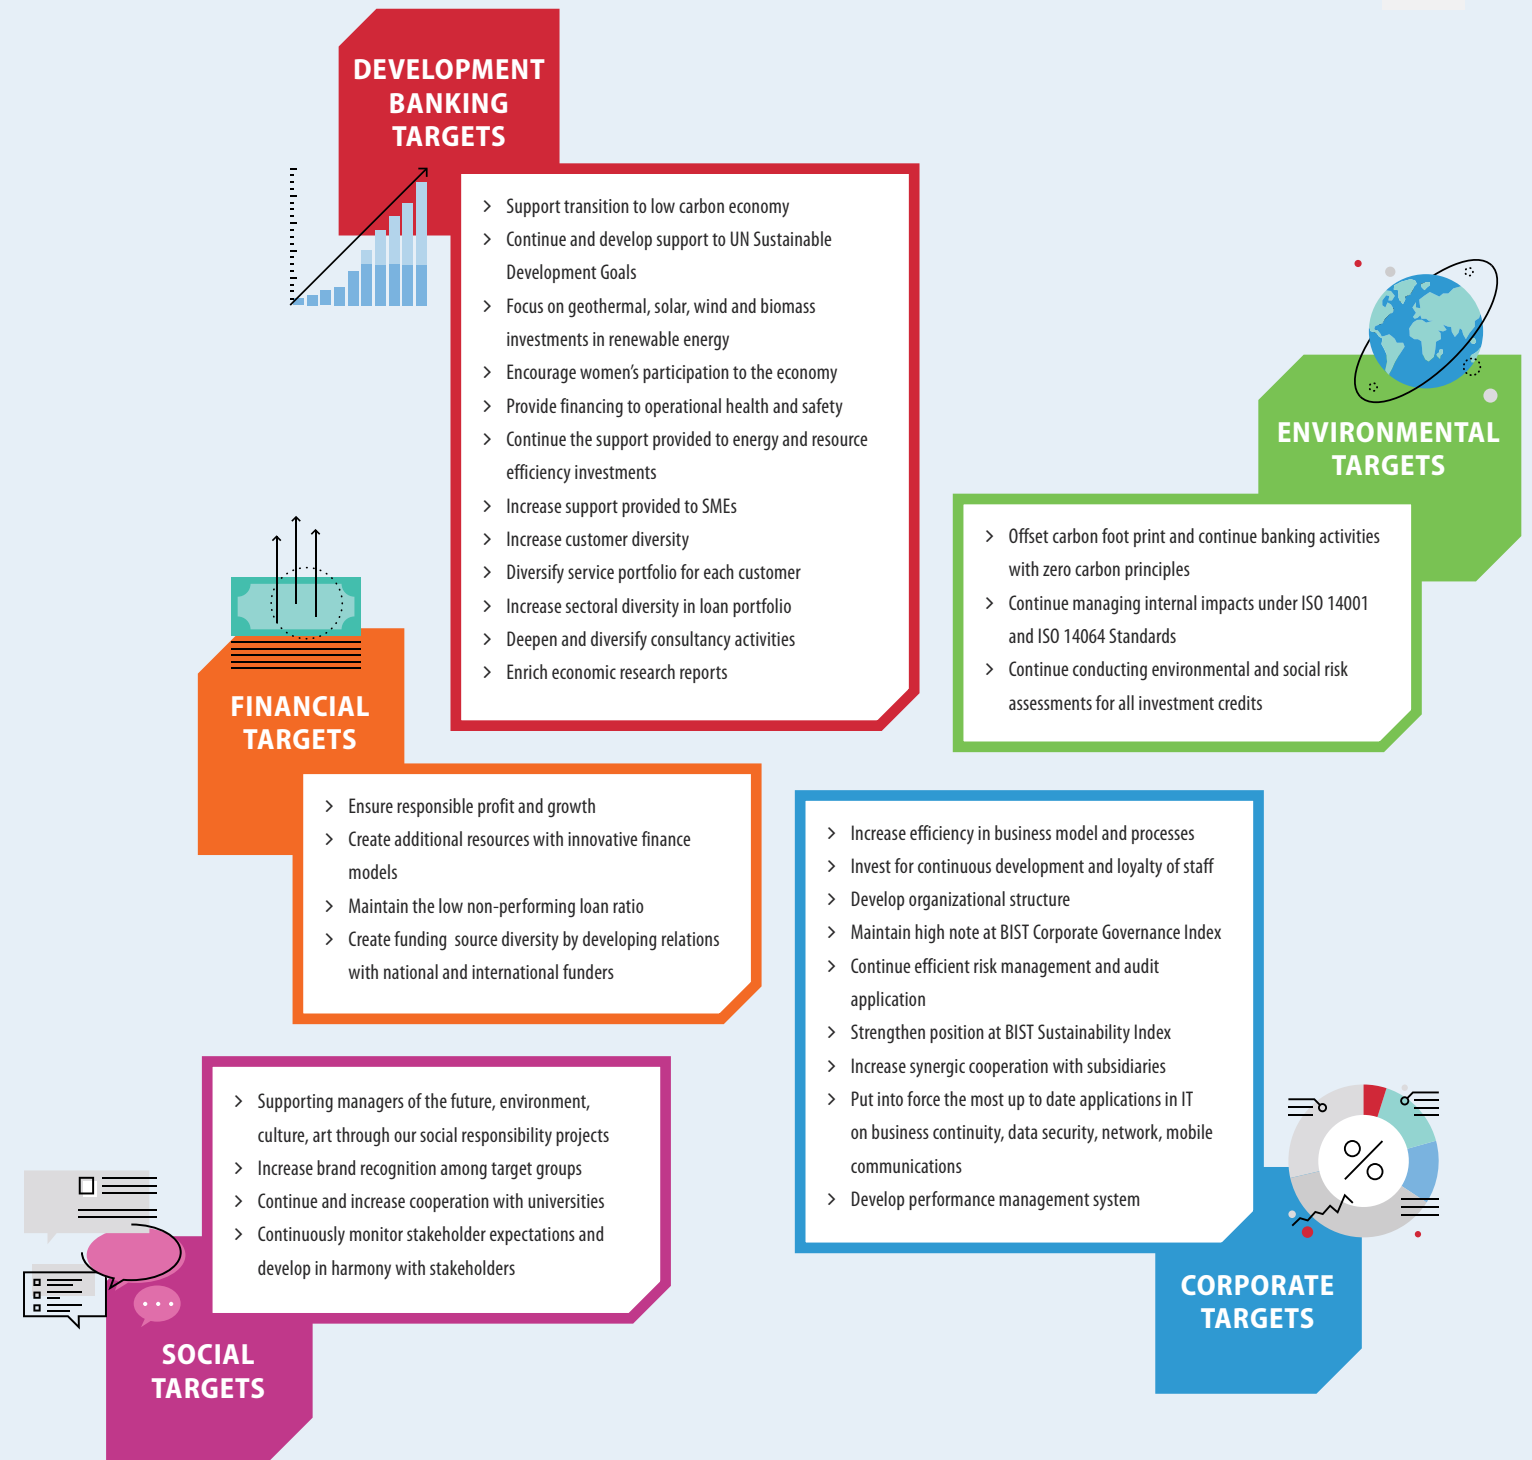 DEVELOPMENT
BANKING
TARGETS
> Support transition to low carbon economy
> Continue and develop support to UN Sustainable
Development Goals
> Focus on geothermal, solar, wind and biomass
investments in renewable energy
> Encourage women's participation to the economy
> Provide financing to operational health and safety
> Continue the support provided to energy and resource
efficiency investments
> Increase support provided to SMEs
> Increase customer diversity
> Diversify service portfolio for each customer
> Increase sectoral diversity in loan portfolio
> Deepen and diversify consultancy activities
> Enrich economic research reports
ENVIRONMENTAL
TARGETS
> Offset carbon foot print and continue banking activities
with zero carbon principles
> Continue managing internal impacts under ISO 14001
and ISO 14064 Standards
> Continue conducting environmental and social risk
assessments for all investment credits
FINANCIAL
TARGETS
> Ensure responsible profit and growth
> Create additional resources with innovative finance
models
> Maintain the low non-performing loan ratio
> Create funding source diversity by developing relations
with national and international funders
> Increase efficiency in business model and processes
> Invest for continuous development and loyalty of staff
> Develop organizational structure
> Maintain high note at BIST Corporate Governance Index
> Continue efficient risk management and audit
application
> Strengthen position at BIST Sustainability Index
> Increase synergic cooperation with subsidiaries
> Put into force the most up to date applications in IT
on business continuity, data security, network, mobile
communications
> Develop performance management system
%
CORPORATE
TARGETS
> Supporting managers of the future, environment,
culture, art through our social responsibility projects
> Increase brand recognition among target groups
> Continue and increase cooperation with universities
> Continuously monitor stakeholder expectations and
develop in harmony with stakeholders
SOCIAL
TARGETS